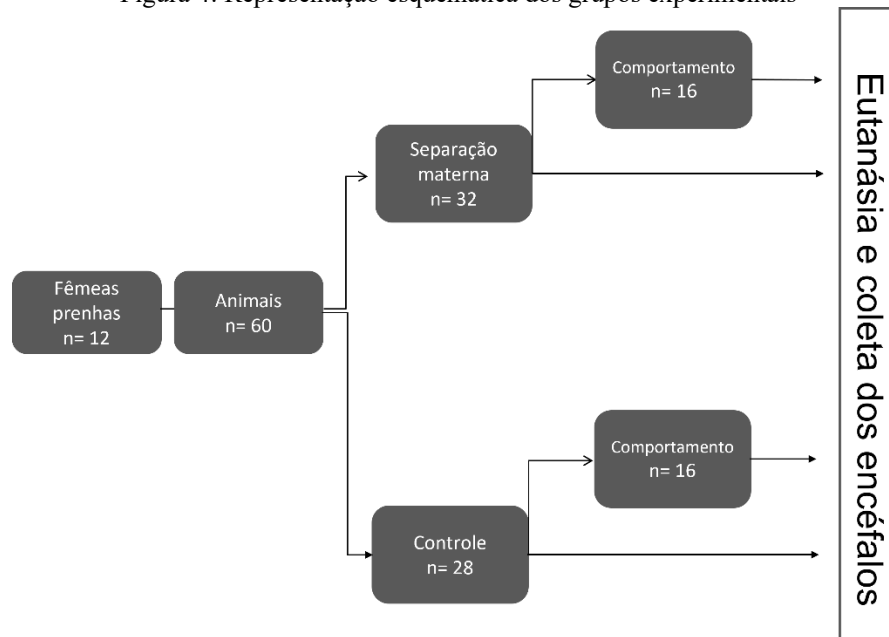 Figura 4. Representação esquemática dos grupos experimentais
Comportamento
n= 16
Separação
materna
n= 32
Fêmeas
prenhas
n= 12
Animais
n= 60
Comportamento
n= 16
Controle
n= 28
Eutanásia e coleta dos encéfalos